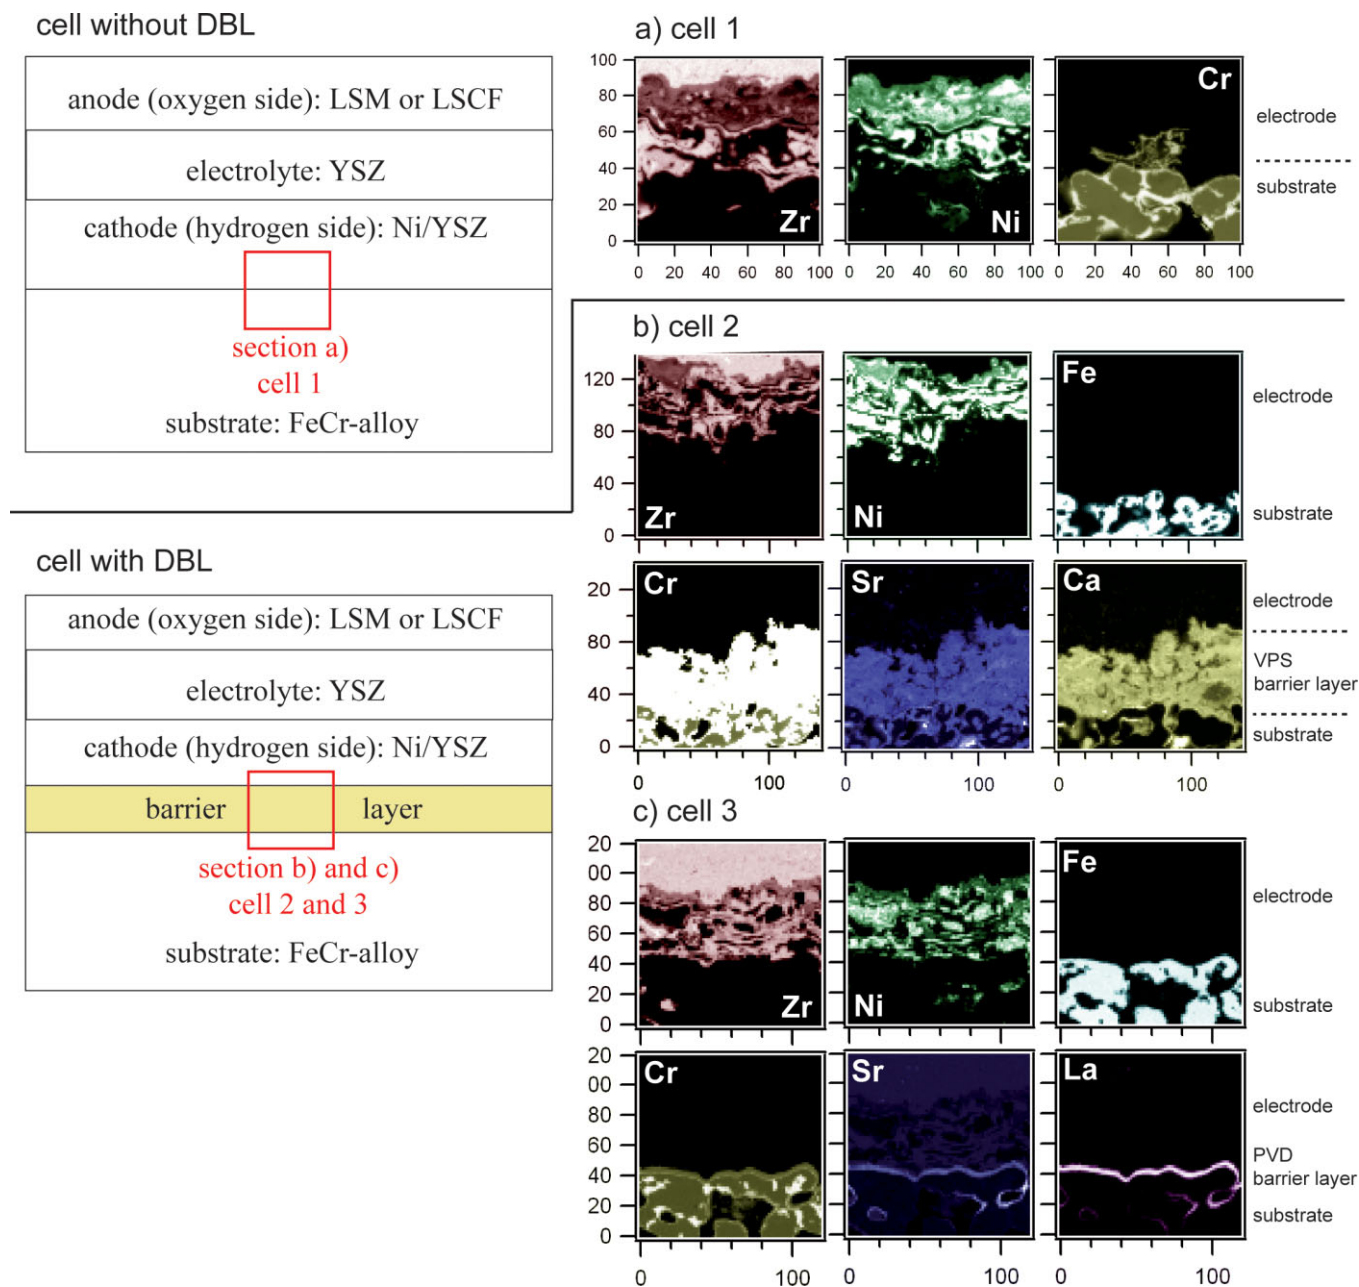 cell without DBL
anode (oxygen side): LSM or LSCF
electrolyte: YSZ
cathode (hydrogen side): Ni/YSZ
section a)
cell 1
substrate: FeCr-alloy
cell with DBL
anode (oxygen side): LSM or LSCF
electrolyte: YSZ
cathode (hydrogen side): Ni/YSZ
barrier layer
section b) and c)
cell 2 and 3
substrate: FeCr-alloy
a) cell 1
100
80
60
40
20
0
Zr
Ni
Cr
0 20 40 60 80 100
0 20 40 60 80 100
0 20 40 60 80 100
electrode
substrate
b) cell 2
120
80
40
0
Zr
Ni
Fe
100
100
100
electrode
substrate
20
80
40
0
Cr
Sr
Ca
0 100
0 100
0 100
electrode
VPS
barrier layer
substrate
c) cell 3
20
00
80
60
40
20
0
Zr
Ni
Fe
100
100
100
electrode
substrate
20
00
80
60
40
20
0
Cr
Sr
La
0 100
0 100
0 100
electrode
PVD
barrier layer
substrate